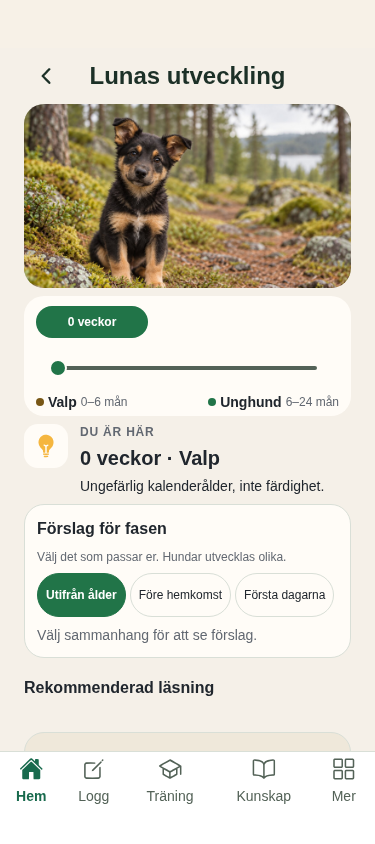 Lunas utveckling
0 veckor
Valp 0–6 mån
Unghund 6–24 mån
DU ÄR HÄR
0 veckor · Valp
Ungefärlig kalenderålder, inte färdighet.
Förslag för fasen
Välj det som passar er. Hundar utvecklas olika.
Utifrån ålder
Före hemkomst
Första dagarna
Välj sammanhang för att se förslag.
Rekommenderad läsning
Hem
Logg
Träning
Kunskap
Mer